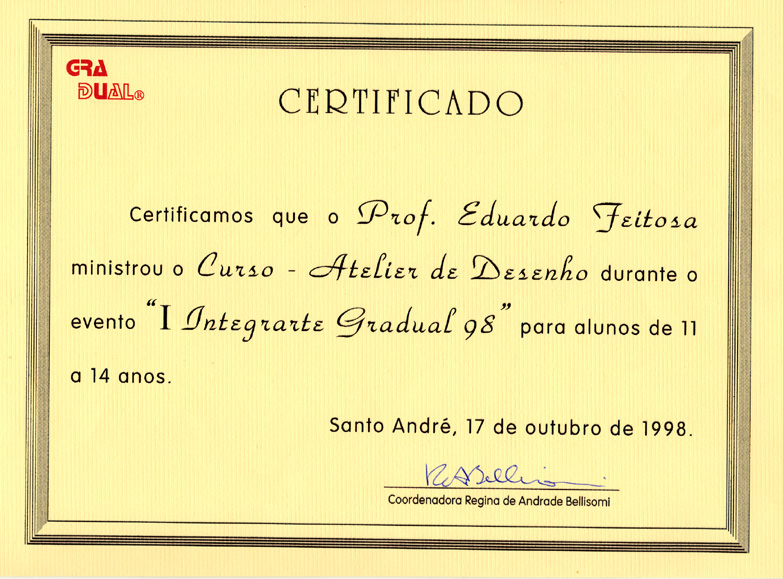 GRA
DUAL®
CERTIFICADO
Certificamos que o Prof. Eduardo Feitosa
ministrou o Curso - Atelier de Desenho durante o
evento “I Integrarte Gradual 98” para alunos de 11
a 14 anos.
Santo André, 17 de outubro de 1998.
RABellisomi
Coordenadora Regina de Andrade Bellisomi